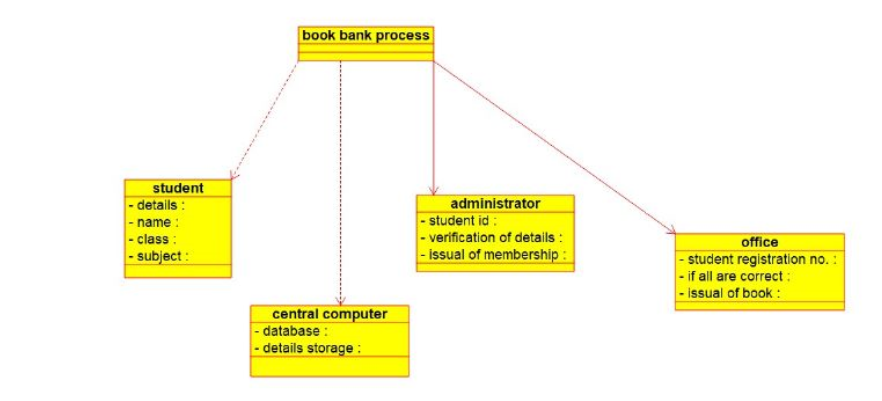 book bank process
student
- details :
- name :
- class :
- subject :
administrator
- student id :
- verification of details :
- issual of membership :
office
- student registration no. :
- if all are correct :
- issual of book :
central computer
- database :
- details storage :